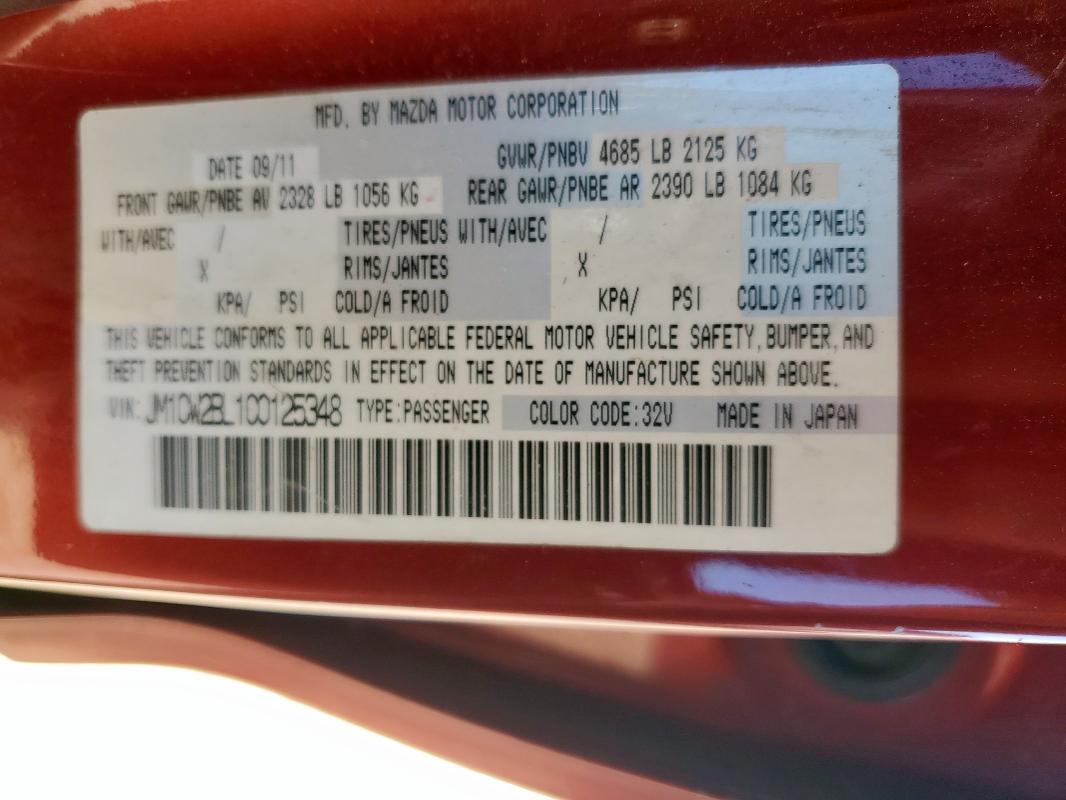 MFD. BY MAZDA MOTOR CORPORATION
DATE 09/11 GVWR/PNBV 4685 LB 2125 KG
FRONT GAWR/PNBE AV 2328 LB 1056 KG REAR GAWR/PNBE AR 2390 LB 1084 KG
WITH/AVEC / TIRES/PNEUS WITH/AVEC / TIRES/PNEUS
X RIMS/JANTES X RIMS/JANTES
KPA/ PSI COLD/A FROID KPA/ PSI COLD/A FROID
THIS VEHICLE CONFORMS TO ALL APPLICABLE FEDERAL MOTOR VEHICLE SAFETY, BUMPER, AND
THEFT PREVENTION STANDARDS IN EFFECT ON THE DATE OF MANUFACTURE SHOWN ABOVE.
VIN: JM1CW2BL1C0125348 TYPE:PASSENGER COLOR CODE:32V MADE IN JAPAN